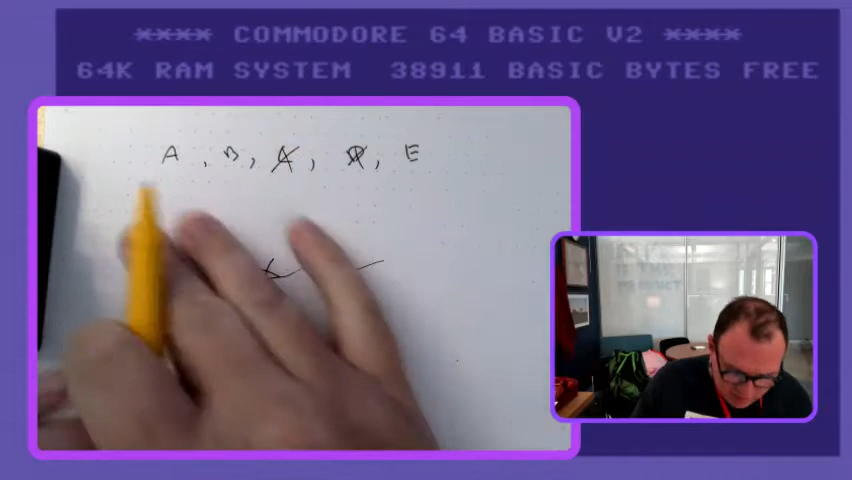 **** COMMODORE 64 BASIC V2 ****
64K RAM SYSTEM 38911 BASIC BYTES FREE
A, B, C, D, E